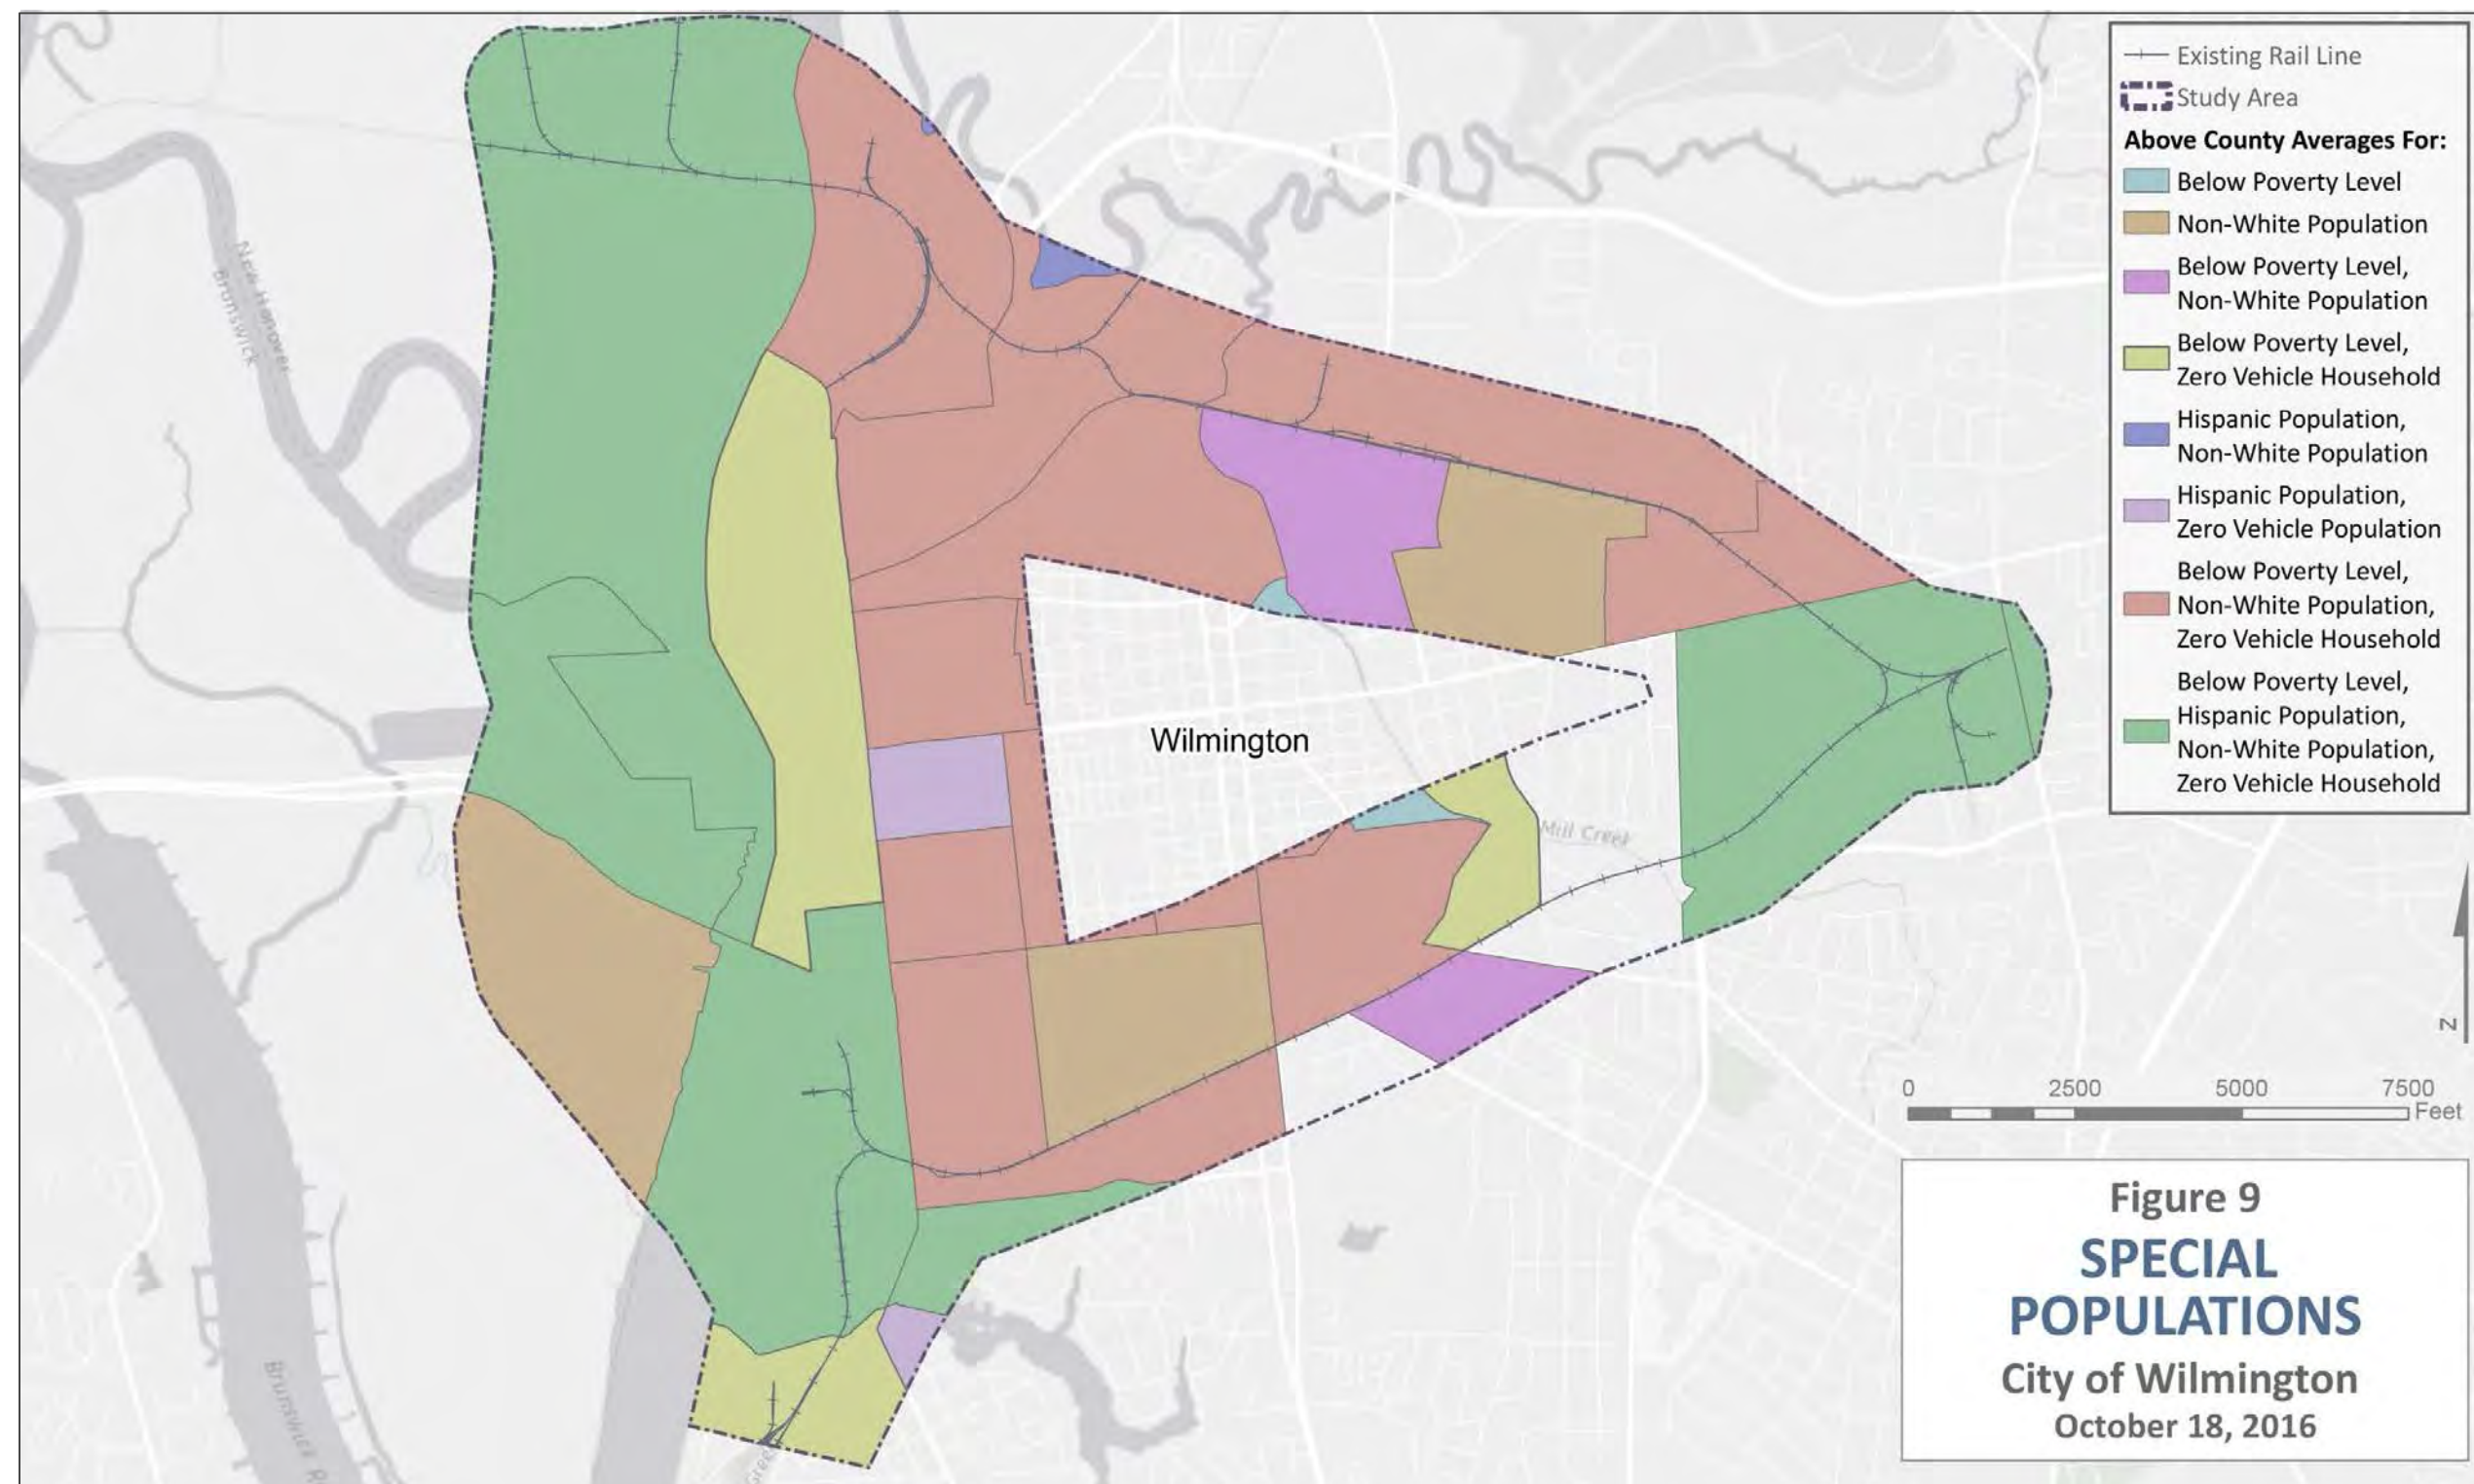 Existing Rail Line
Study Area
Above County Averages For:
Below Poverty Level
Non-White Population
Below Poverty Level,
Non-White Population
Below Poverty Level,
Zero Vehicle Household
Hispanic Population,
Non-White Population
Hispanic Population,
Zero Vehicle Population
Below Poverty Level,
Non-White Population,
Zero Vehicle Household
Below Poverty Level,
Hispanic Population,
Non-White Population,
Zero Vehicle Household
New Hanover
Brunswick
Wilmington
Mill Creek
N
0 2500 5000 7500
Feet
Figure 9
SPECIAL
POPULATIONS
City of Wilmington
October 18, 2016